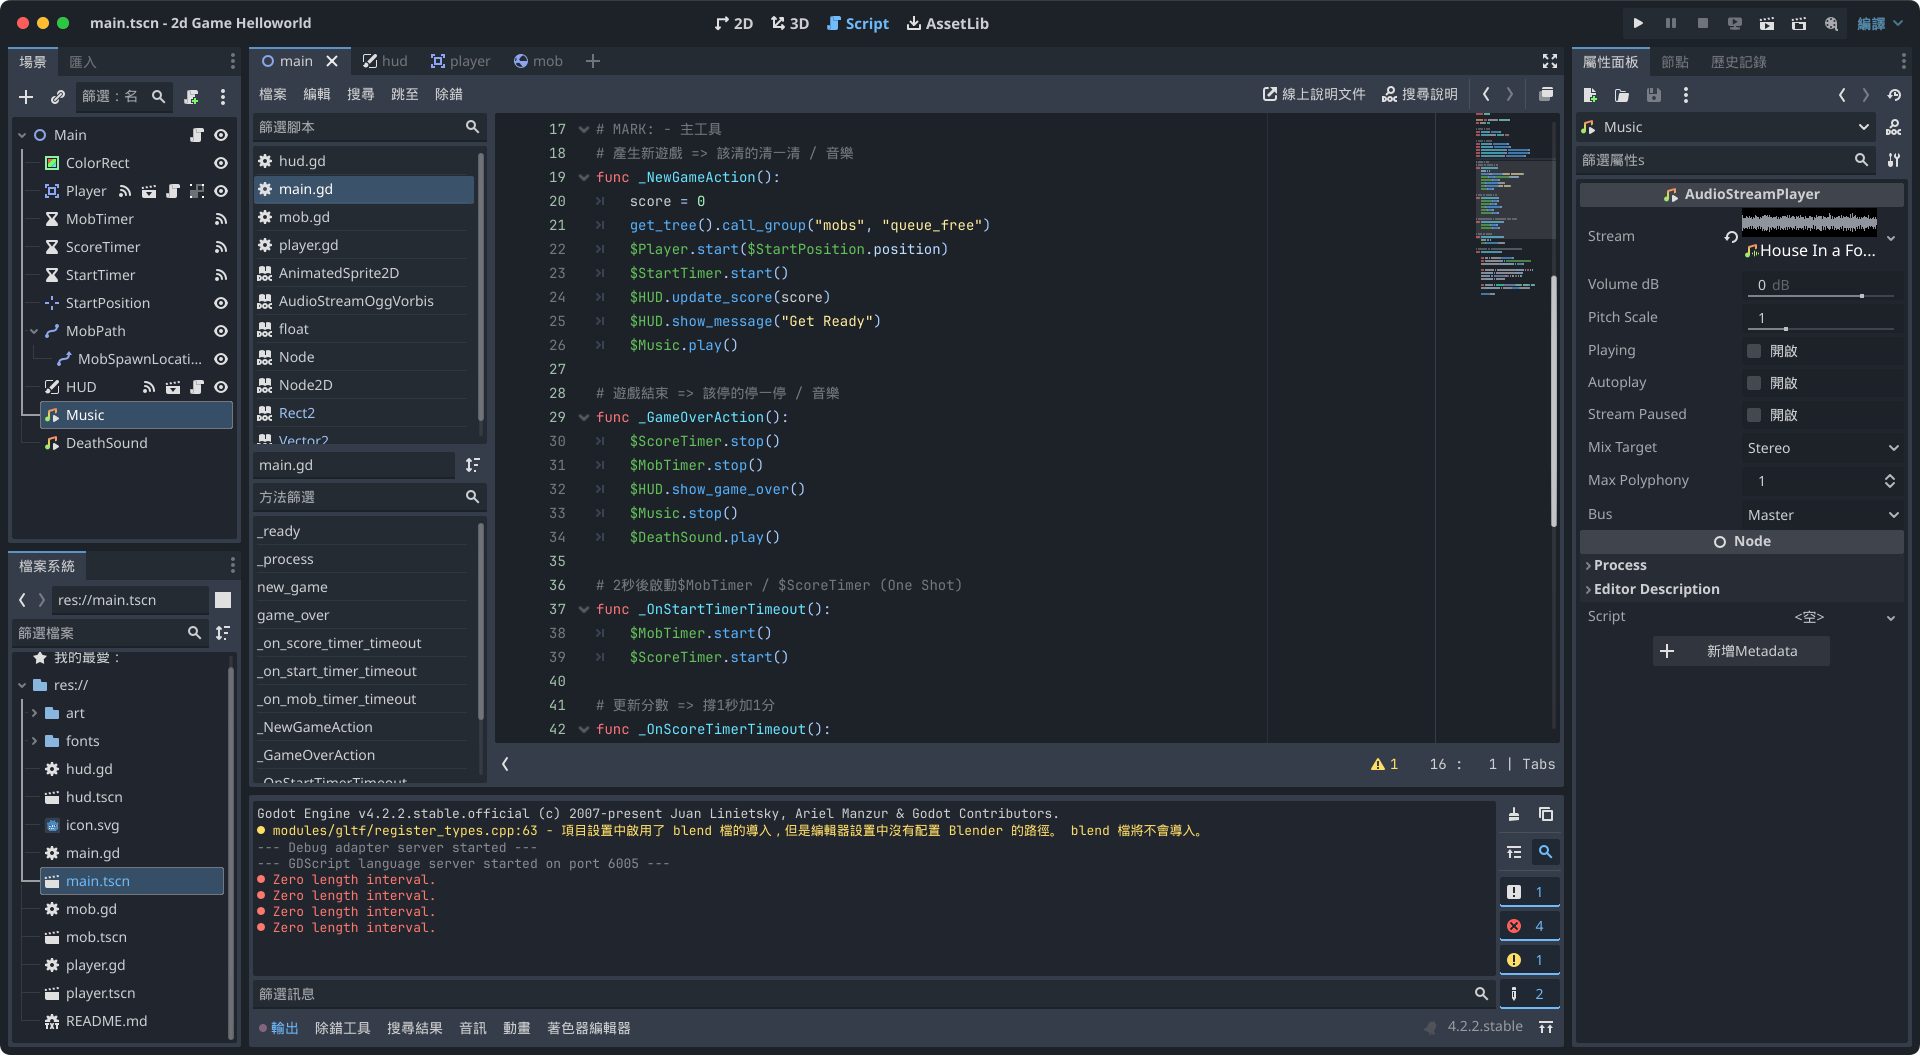 main.tscn - 2d Game Helloworld
2D
3D
Script
AssetLib
編譯
場景
匯入
篩選：名
Main
ColorRect
Player
MobTimer
ScoreTimer
StartTimer
StartPosition
MobPath
MobSpawnLocati...
HUD
Music
DeathSound
檔案系統
res://main.tscn
篩選檔案
我的最愛：
res://
art
fonts
hud.gd
hud.tscn
icon.svg
main.gd
main.tscn
mob.gd
mob.tscn
player.gd
player.tscn
README.md
main
hud
player
mob
檔案
編輯
搜尋
跳至
除錯
線上說明文件
搜尋說明
篩選腳本
hud.gd
main.gd
mob.gd
player.gd
AnimatedSprite2D
AudioStreamOggVorbis
float
Node
Node2D
Rect2
Vector2
main.gd
方法篩選
_ready
_process
new_game
game_over
_on_score_timer_timeout
_on_start_timer_timeout
_on_mob_timer_timeout
_NewGameAction
_GameOverAction
_OnStartTimerTimeout
17 # MARK: - 主工具
18 # 產生新遊戲 => 該清的清一清 / 音樂
19 func _NewGameAction():
20 score = 0
21 get_tree().call_group("mobs", "queue_free")
22 $Player.start($StartPosition.position)
23 $StartTimer.start()
24 $HUD.update_score(score)
25 $HUD.show_message("Get Ready")
26 $Music.play()
27
28 # 遊戲結束 => 該停的停一停 / 音樂
29 func _GameOverAction():
30 $ScoreTimer.stop()
31 $MobTimer.stop()
32 $HUD.show_game_over()
33 $Music.stop()
34 $DeathSound.play()
35
36 # 2秒後啟動$MobTimer / $ScoreTimer (One Shot)
37 func _OnStartTimerTimeout():
38 $MobTimer.start()
39 $ScoreTimer.start()
40
41 # 更新分數 => 撐1秒加1分
42 func _OnScoreTimerTimeout():
1
16 : 1 | Tabs
Godot Engine v4.2.2.stable.official (c) 2007-present Juan Linietsky, Ariel Manzur & Godot Contributors.
modules/gltf/register_types.cpp:63 - 項目設置中啟用了 blend 檔的導入，但是編輯器設置中沒有配置 Blender 的路徑。 blend 檔將不會導入。
--- Debug adapter server started ---
--- GDScript language server started on port 6005 ---
Zero length interval.
Zero length interval.
Zero length interval.
Zero length interval.
1
4
1
2
篩選訊息
輸出
除錯工具
搜尋結果
音訊
動畫
著色器編輯器
4.2.2.stable
屬性面板
節點
歷史記錄
Music
篩選屬性s
AudioStreamPlayer
Stream
House In a Fo...
Volume dB
0 dB
Pitch Scale
1
Playing
開啟
Autoplay
開啟
Stream Paused
開啟
Mix Target
Stereo
Max Polyphony
1
Bus
Master
Node
Process
Editor Description
Script
<空>
新增Metadata